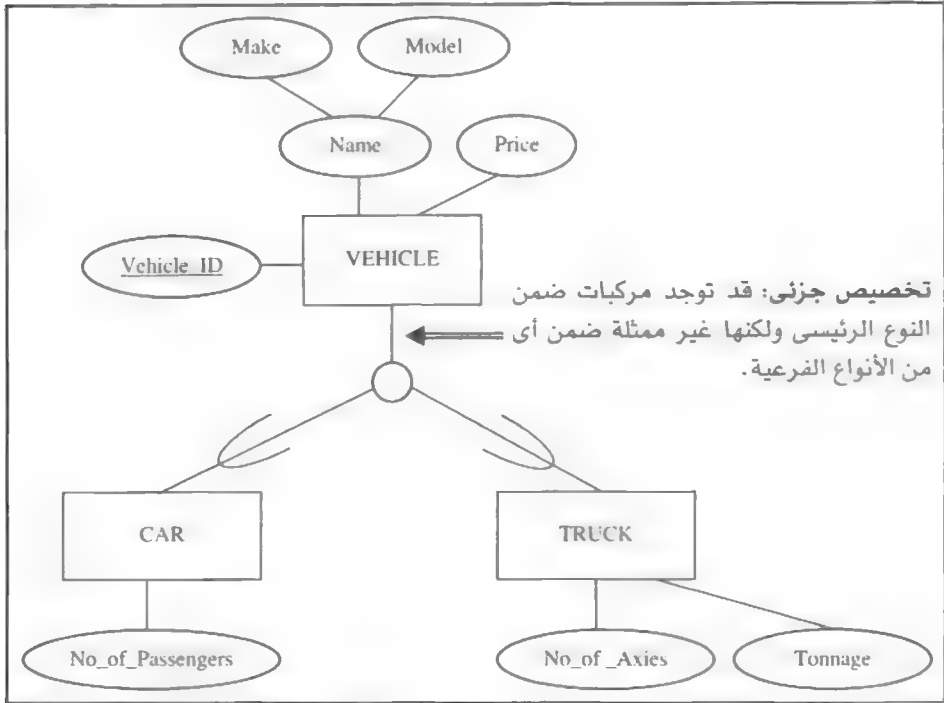 Make
Model
Name
Price
Vehicle_ID
VEHICLE
تخصيص جزئى: قد توجد مركبات ضمن
النوع الرئيسى ولكنها غير ممثلة ضمن أى
من الأنواع الفرعية.
CAR
TRUCK
No_of_Passengers
No_of _Axies
Tonnage